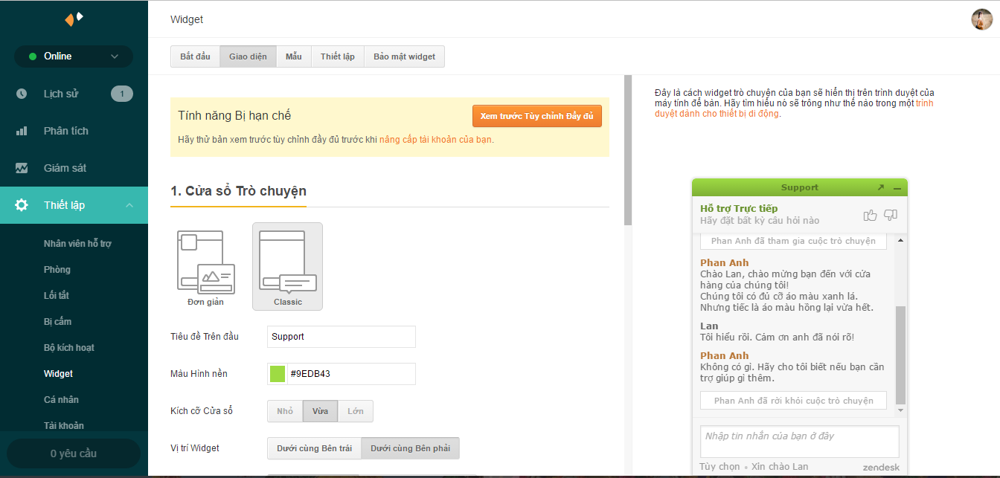 Widget
Online
Lịch sử
1
Phân tích
Giám sát
Thiết lập
Nhân viên hỗ trợ
Phòng
Lối tắt
Bị cấm
Bộ kích hoạt
Widget
Cá nhân
Tài khoản
0 yêu cầu
Bắt đầu
Giao diện
Mẫu
Thiết lập
Bảo mật widget
Tính năng Bị hạn chế
Xem trước Tùy chỉnh Đầy đủ
Hãy thử bản xem trước tùy chỉnh đầy đủ trước khi nâng cấp tài khoản của bạn.
1. Cửa sổ Trò chuyện
Đơn giản
Classic
Tiêu đề Trên đầu
Support
Màu Hình nền
#9EDB43
Kích cỡ Cửa sổ
Nhỏ
Vừa
Lớn
Vị trí Widget
Dưới cùng Bên trái
Dưới cùng Bên phải
Đây là cách widget trò chuyện của bạn sẽ hiển thị trên trình duyệt của
máy tính để bàn. Hãy tìm hiểu nó sẽ trông như thế nào trong một trình
duyệt dành cho thiết bị di động.
Support
Hỗ trợ Trực tiếp
Hãy đặt bất kỳ câu hỏi nào
Phan Anh đã tham gia cuộc trò chuyện
Phan Anh
Chào Lan, chào mừng bạn đến với cửa
hàng của chúng tôi!
Chúng tôi có đủ cỡ áo màu xanh lá.
Nhưng tiếc là áo màu hồng lại vừa hết.
Lan
Tôi hiểu rồi. Cảm ơn anh đã nói rõ!
Phan Anh
Không có gì. Hãy cho tôi biết nếu bạn cần
trợ giúp gì thêm.
Phan Anh đã rời khỏi cuộc trò chuyện
Nhập tin nhắn của bạn ở đây
Tùy chọn • Xin chào Lan
zendesk